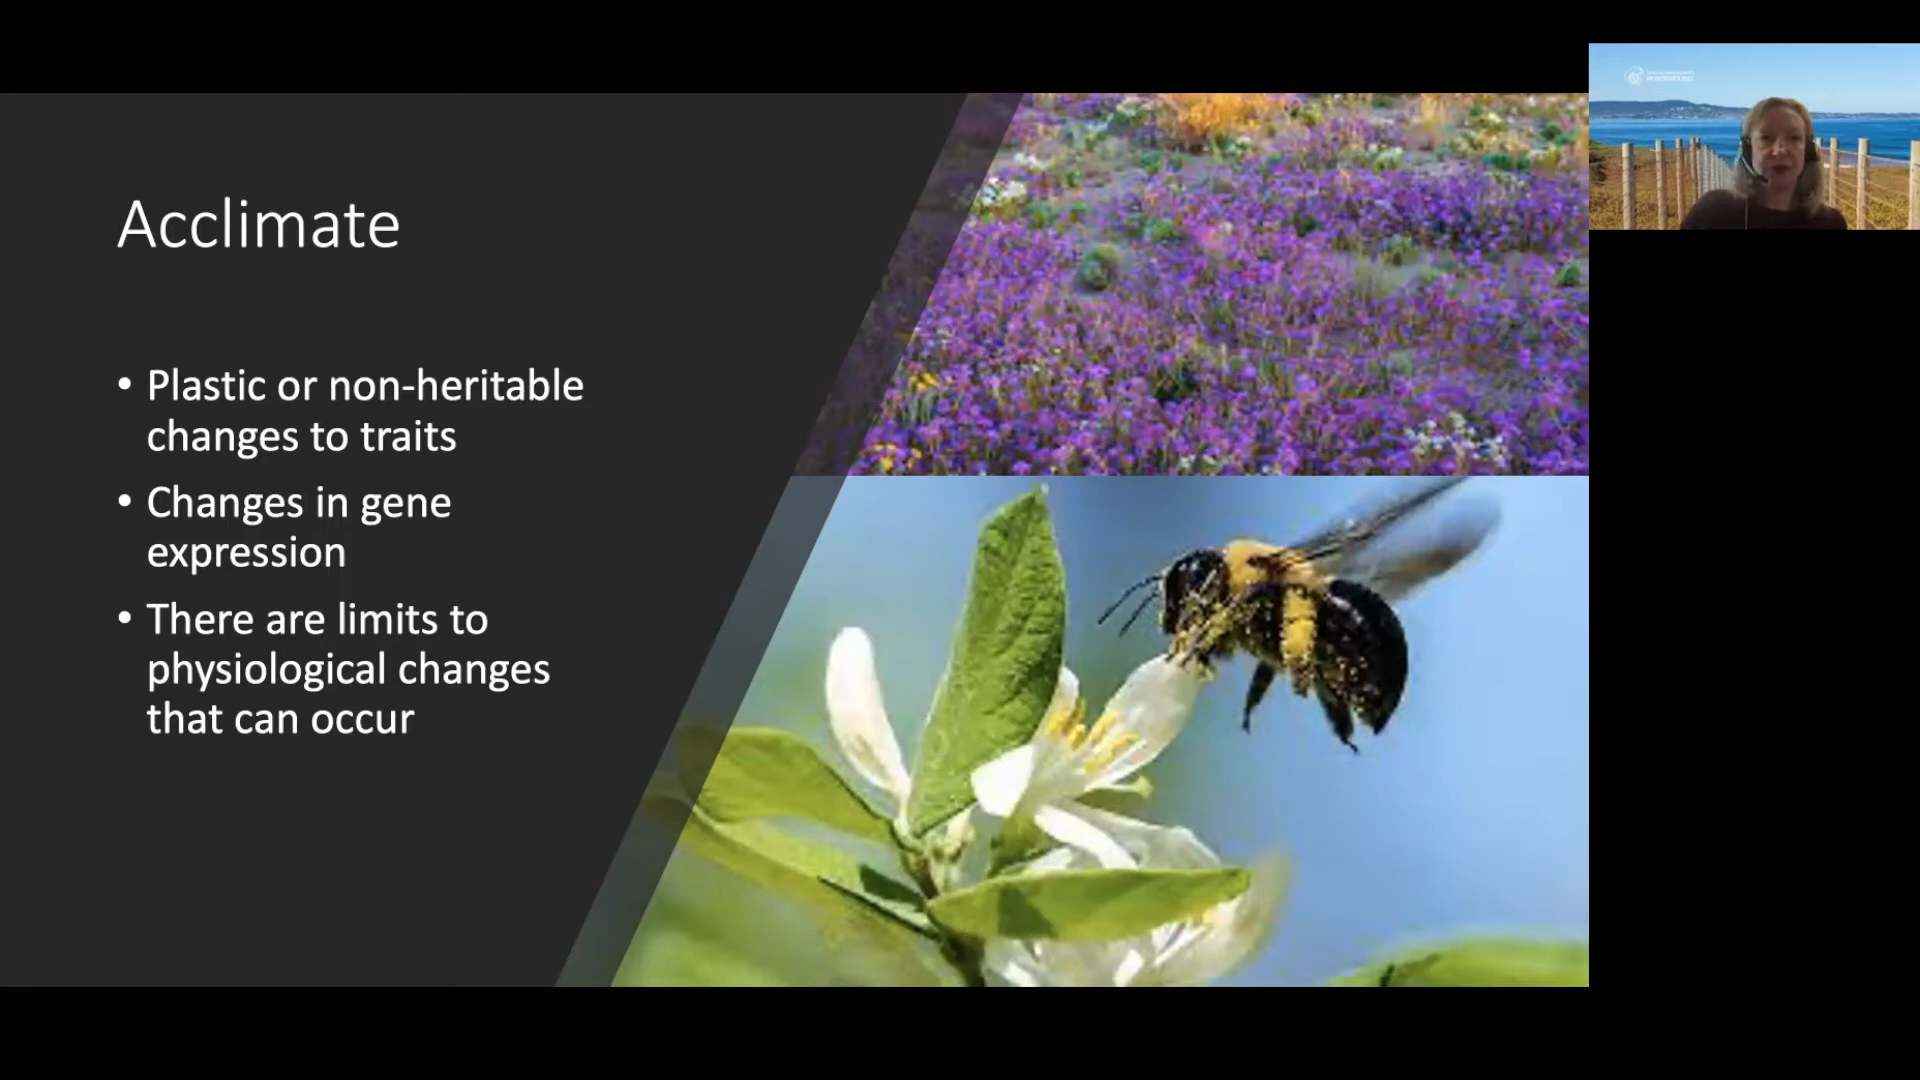 Acclimate
• Plastic or non-heritable
changes to traits
• Changes in gene
expression
• There are limits to
physiological changes
that can occur